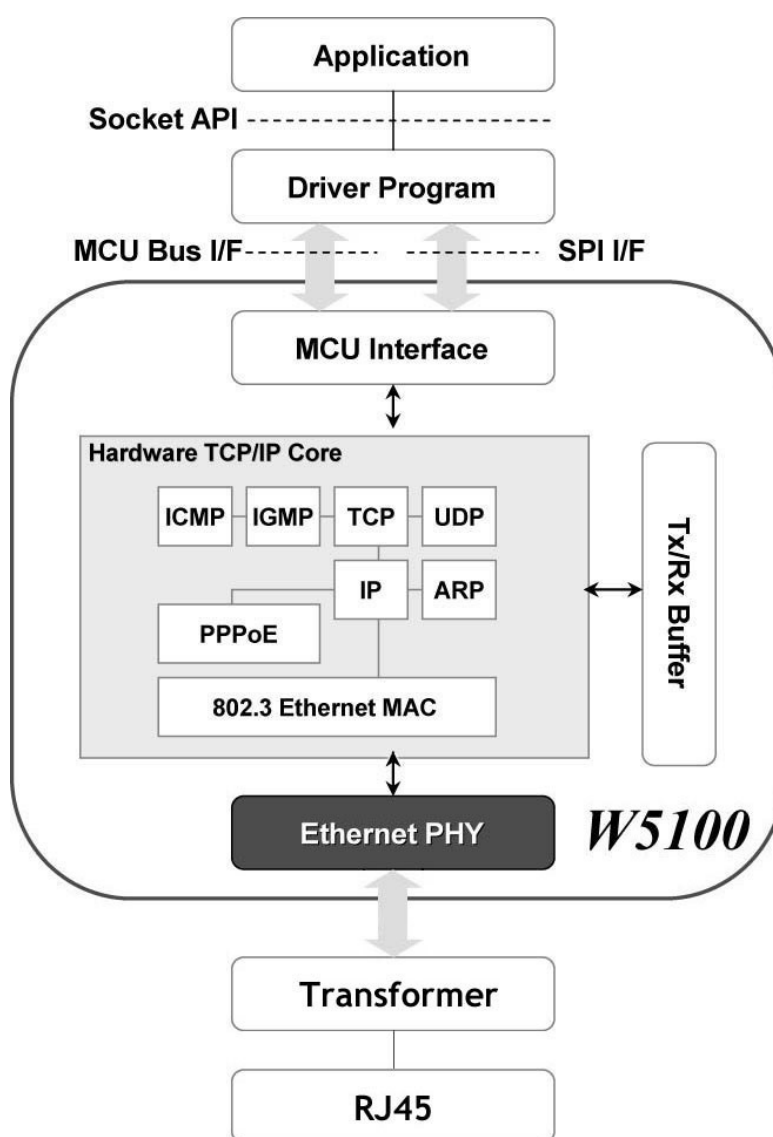 Application
Socket API
Driver Program
MCU Bus I/F
SPI I/F
MCU Interface
Hardware TCP/IP Core
ICMP
IGMP
TCP
UDP
IP
ARP
PPPoE
802.3 Ethernet MAC
Tx/Rx Buffer
Ethernet PHY
W5100
Transformer
RJ45